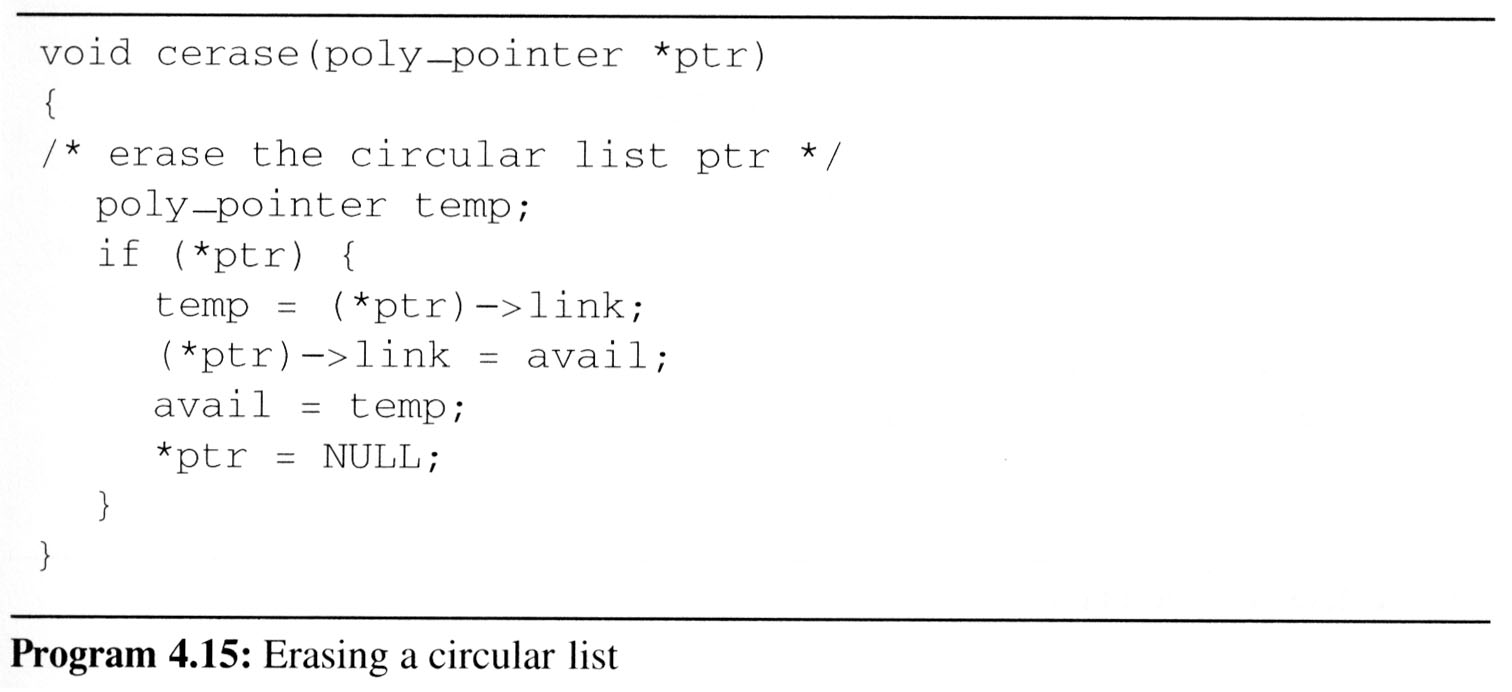 void cerase(poly_pointer *ptr)
{
/* erase the circular list ptr */
   poly_pointer temp;
   if (*ptr) {
      temp = (*ptr)->link;
      (*ptr)->link = avail;
      avail = temp;
      *ptr = NULL;
   }
}
Program 4.15: Erasing a circular list